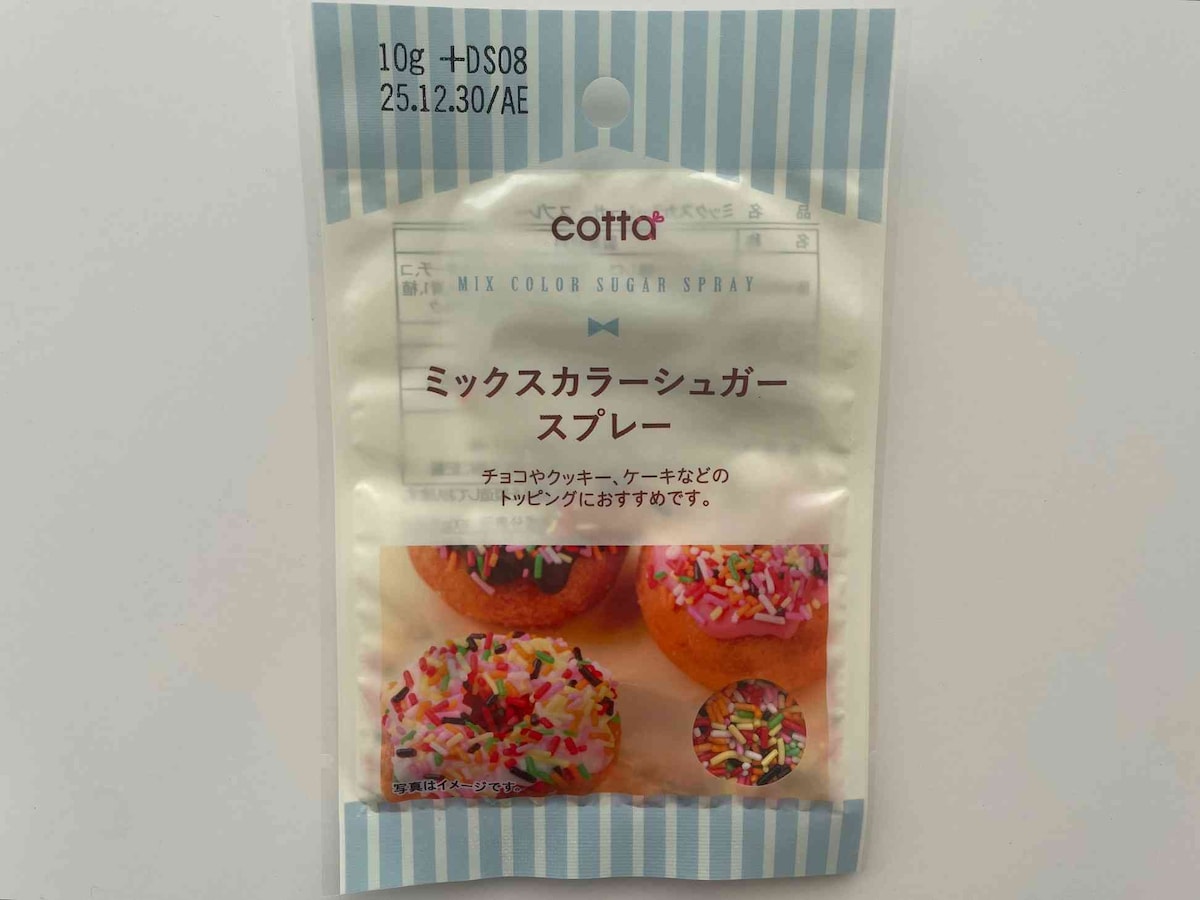 10g +DS08
25.12.30/AE
cotta
MIX COLOR SUGAR SPRAY
ミックスカラーシュガー
スプレー
チョコやクッキー、ケーキなどの
トッピングにおすすめです。
写真はイメージです。